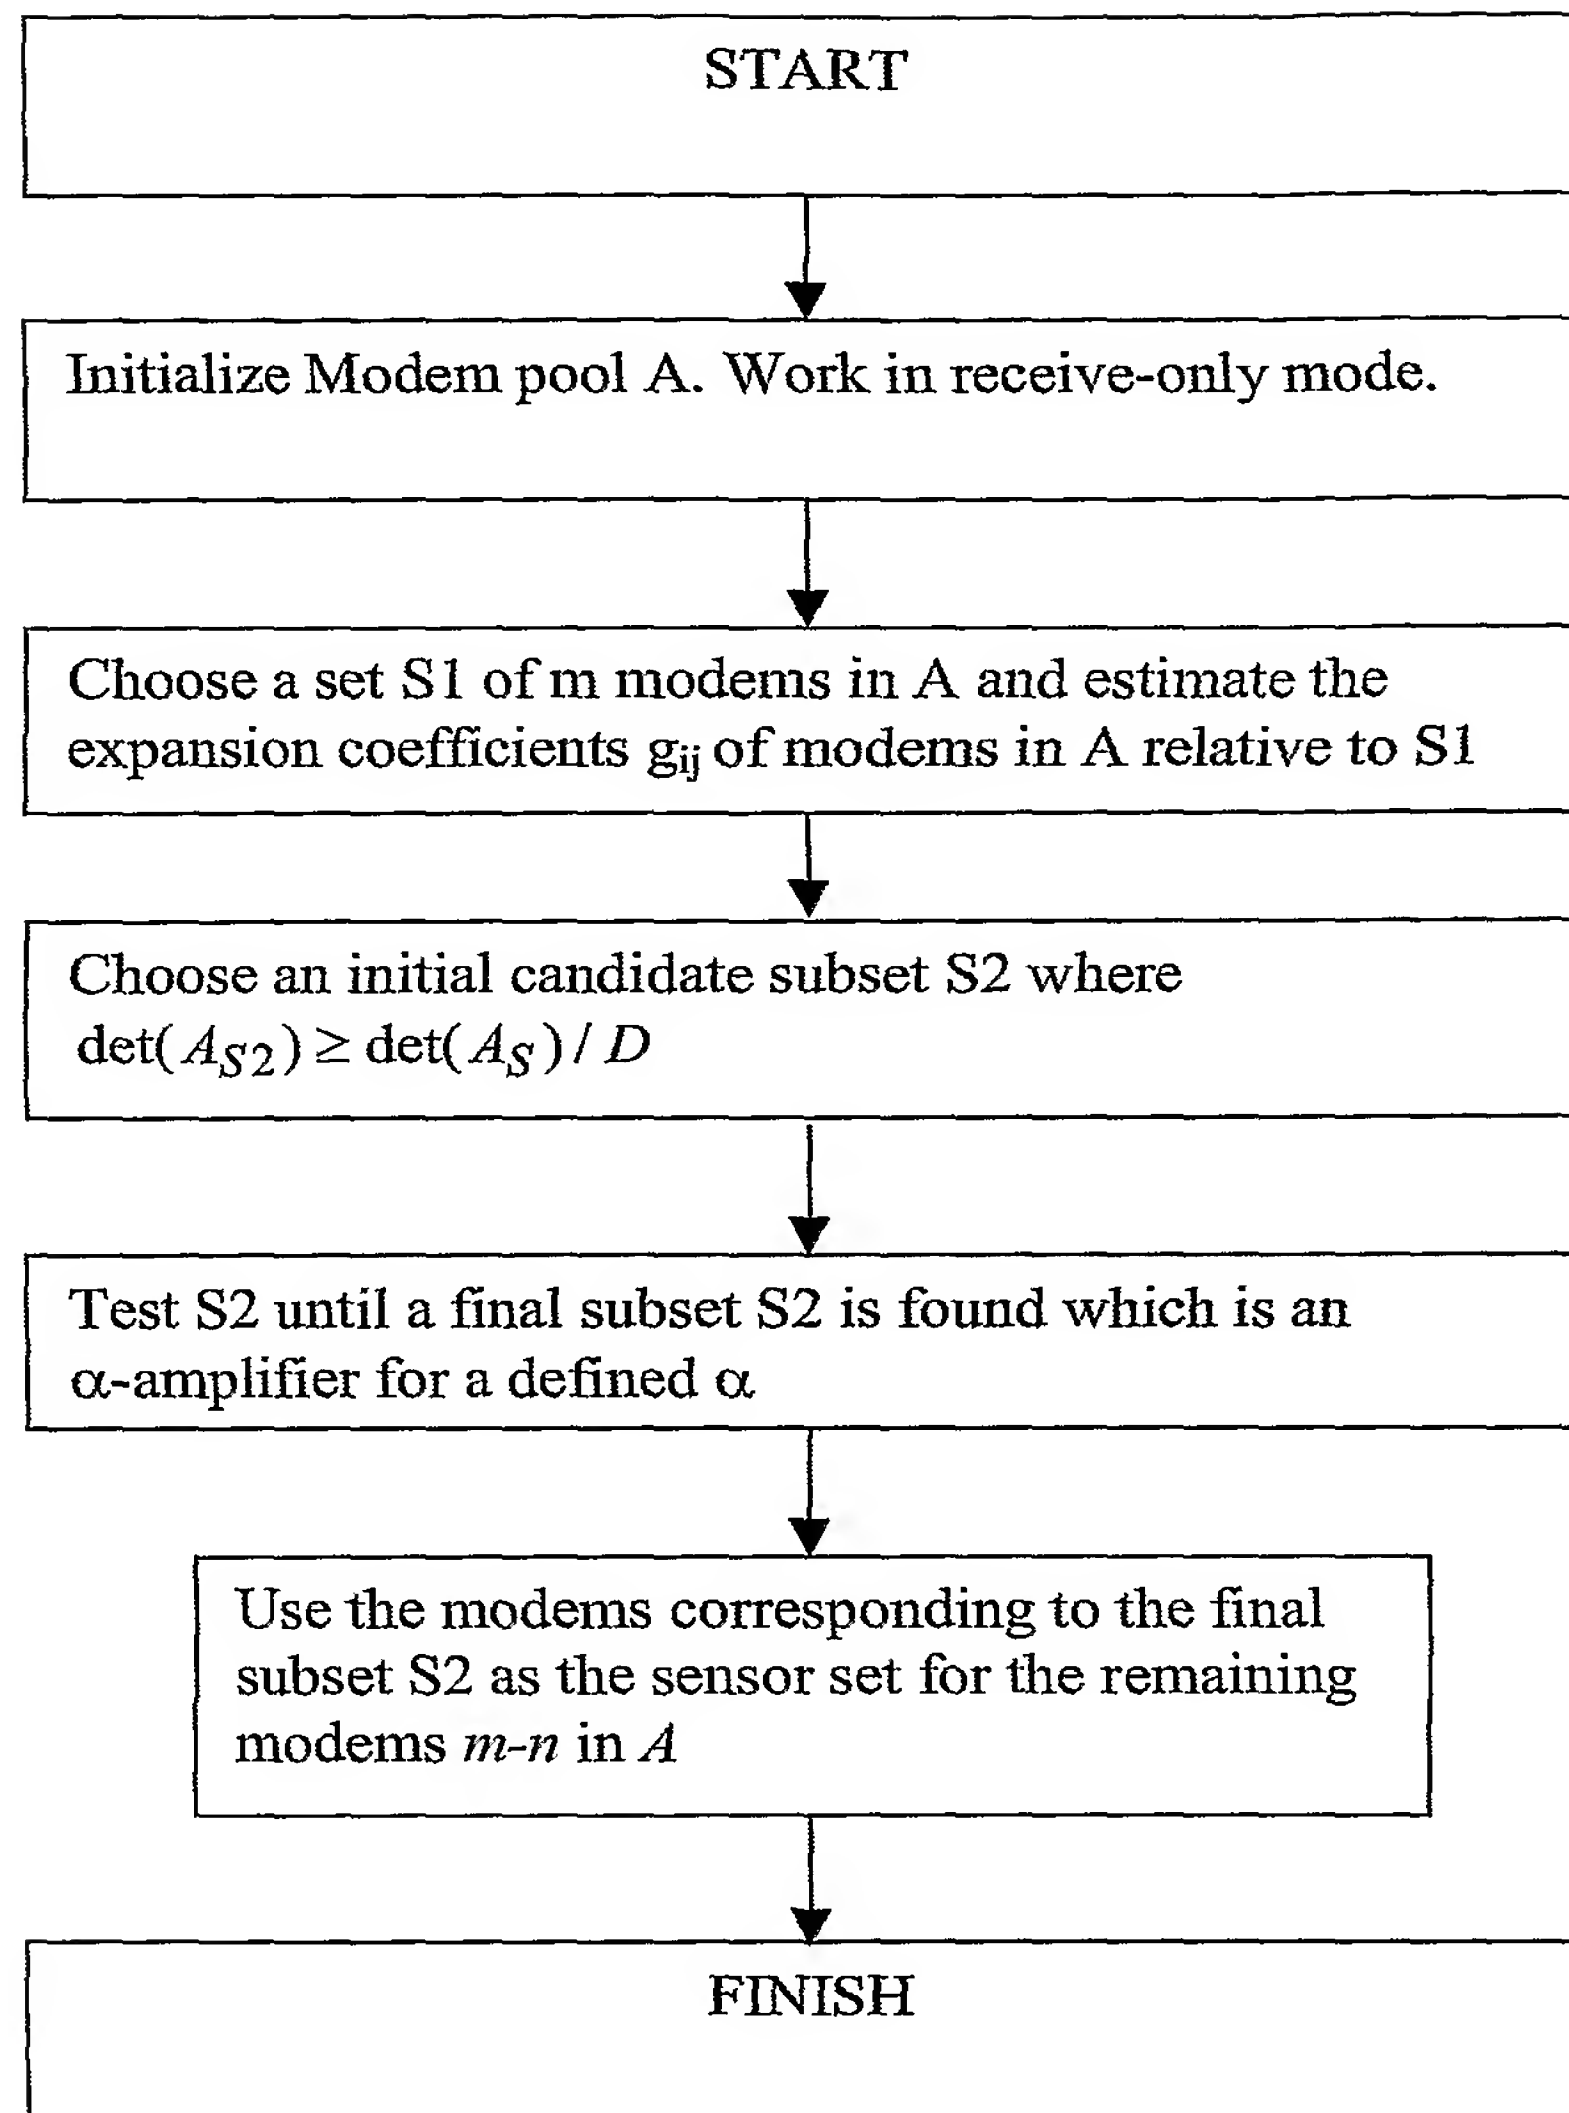 START
Initialize Modem pool A. Work in receive-only mode.
Choose a set S1 of m modems in A and estimate the
expansion coefficients gij of modems in A relative to S1
Choose an initial candidate subset S2 where
det(AS2) ≥ det(AS) / D
Test S2 until a final subset S2 is found which is an
α-amplifier for a defined α
Use the modems corresponding to the final
subset S2 as the sensor set for the remaining
modems m-n in A
FINISH